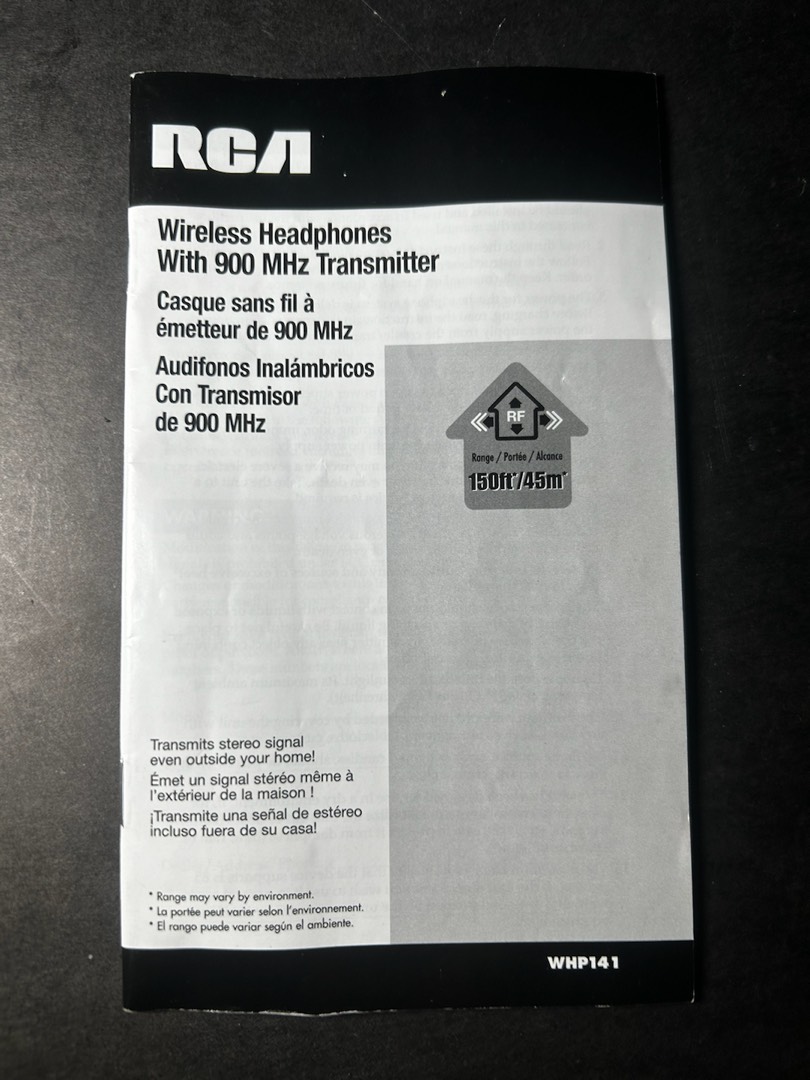 RCA
Wireless Headphones
With 900 MHz Transmitter
Casque sans fil à
émetteur de 900 MHz
Audifonos Inalámbricos
Con Transmisor
de 900 MHz
RF
Range / Portée / Alcance
150ft*/45m*
Transmits stereo signal
even outside your home!
Émet un signal stéréo même à
l'extérieur de la maison !
¡Transmite una señal de estéreo
incluso fuera de su casa!
* Range may vary by environment.
* La portée peut varier selon l'environnement.
* El rango puede variar según el ambiente.
WHP141